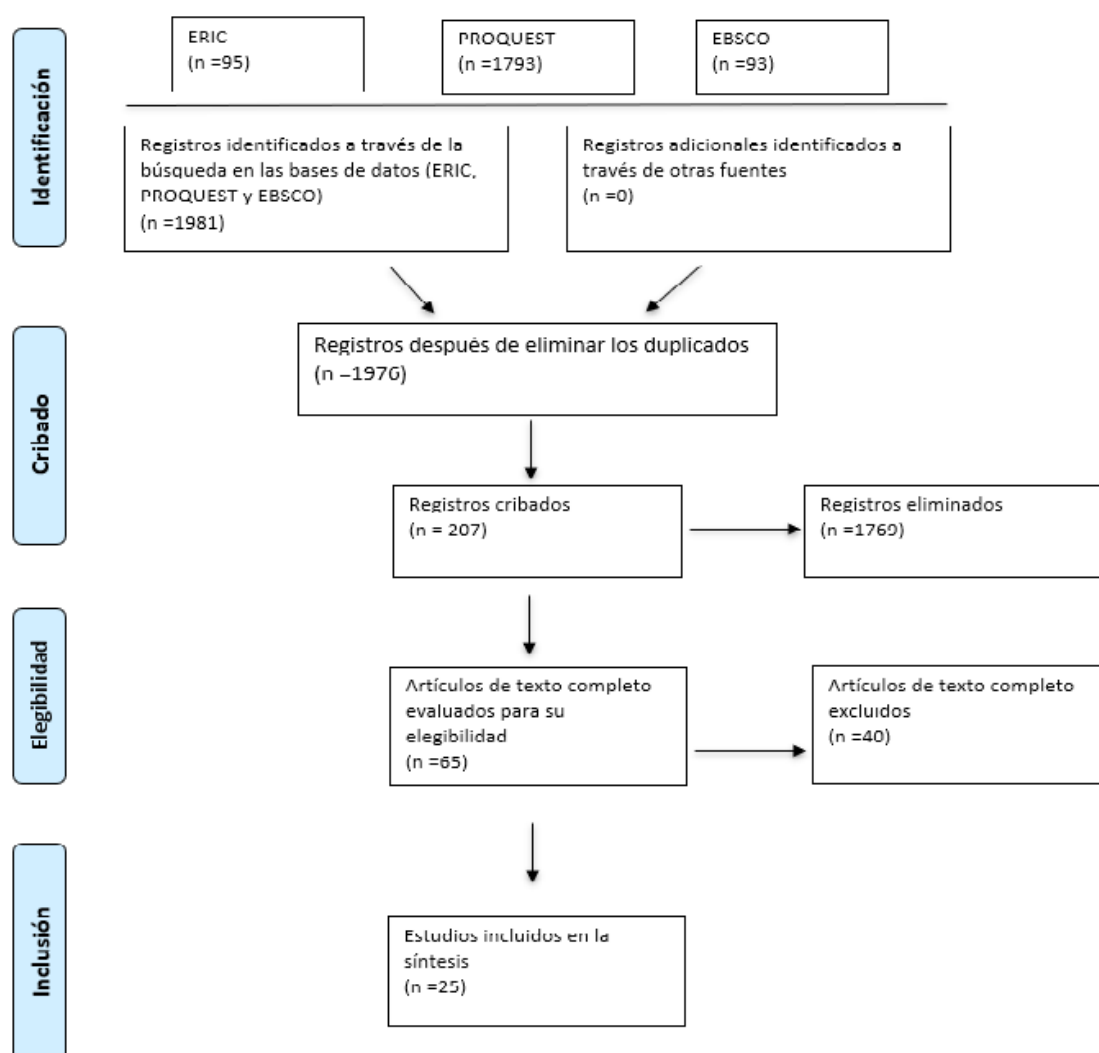 Identificación
ERIC
(n =95)
PROQUEST
(n =1793)
EBSCO
(n =93)
Registros identificados a través de la
búsqueda en las bases de datos (ERIC,
PROQUEST y EBSCO)
(n =1981)
Registros adicionales identificados a
través de otras fuentes
(n =0)
Cribado
Registros después de eliminar los duplicados
(n =1976)
Registros cribados
(n = 207)
Registros eliminados
(n =1769)
Elegibilidad
Artículos de texto completo
evaluados para su
elegibilidad
(n =65)
Artículos de texto completo
excluidos
(n =40)
Inclusión
Estudios incluidos en la
síntesis
(n =25)